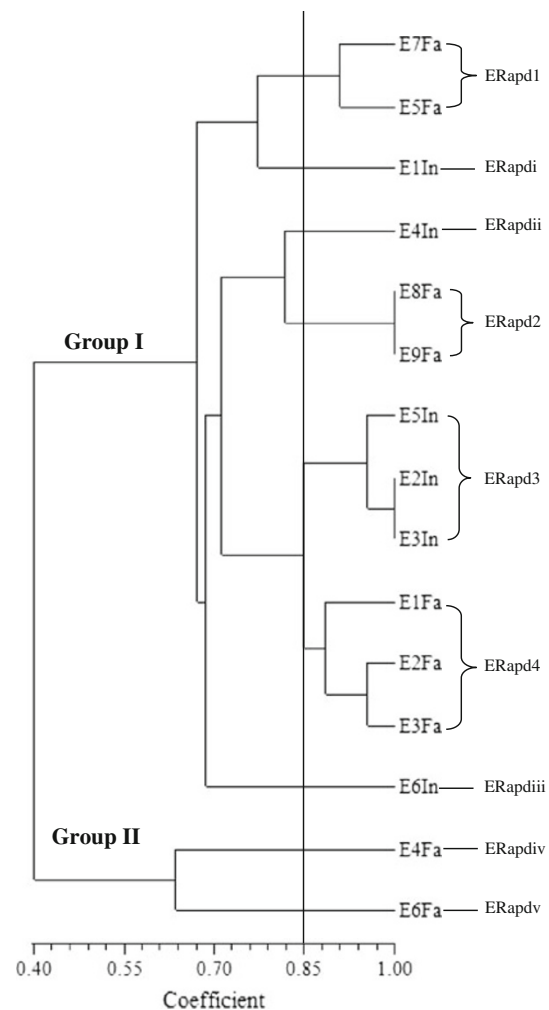 E7Fa
ERapd1
E5Fa
E1In ERapdi
E4In ERapdii
E8Fa
ERapd2
E9Fa
Group I
E5In
E2In ERapd3
E3In
E1Fa
E2Fa ERapd4
E3Fa
E6In ERapdiii
Group II
E4Fa ERapdiv
E6Fa ERapdv
0.40 0.55 0.70 0.85 1.00
Coefficient